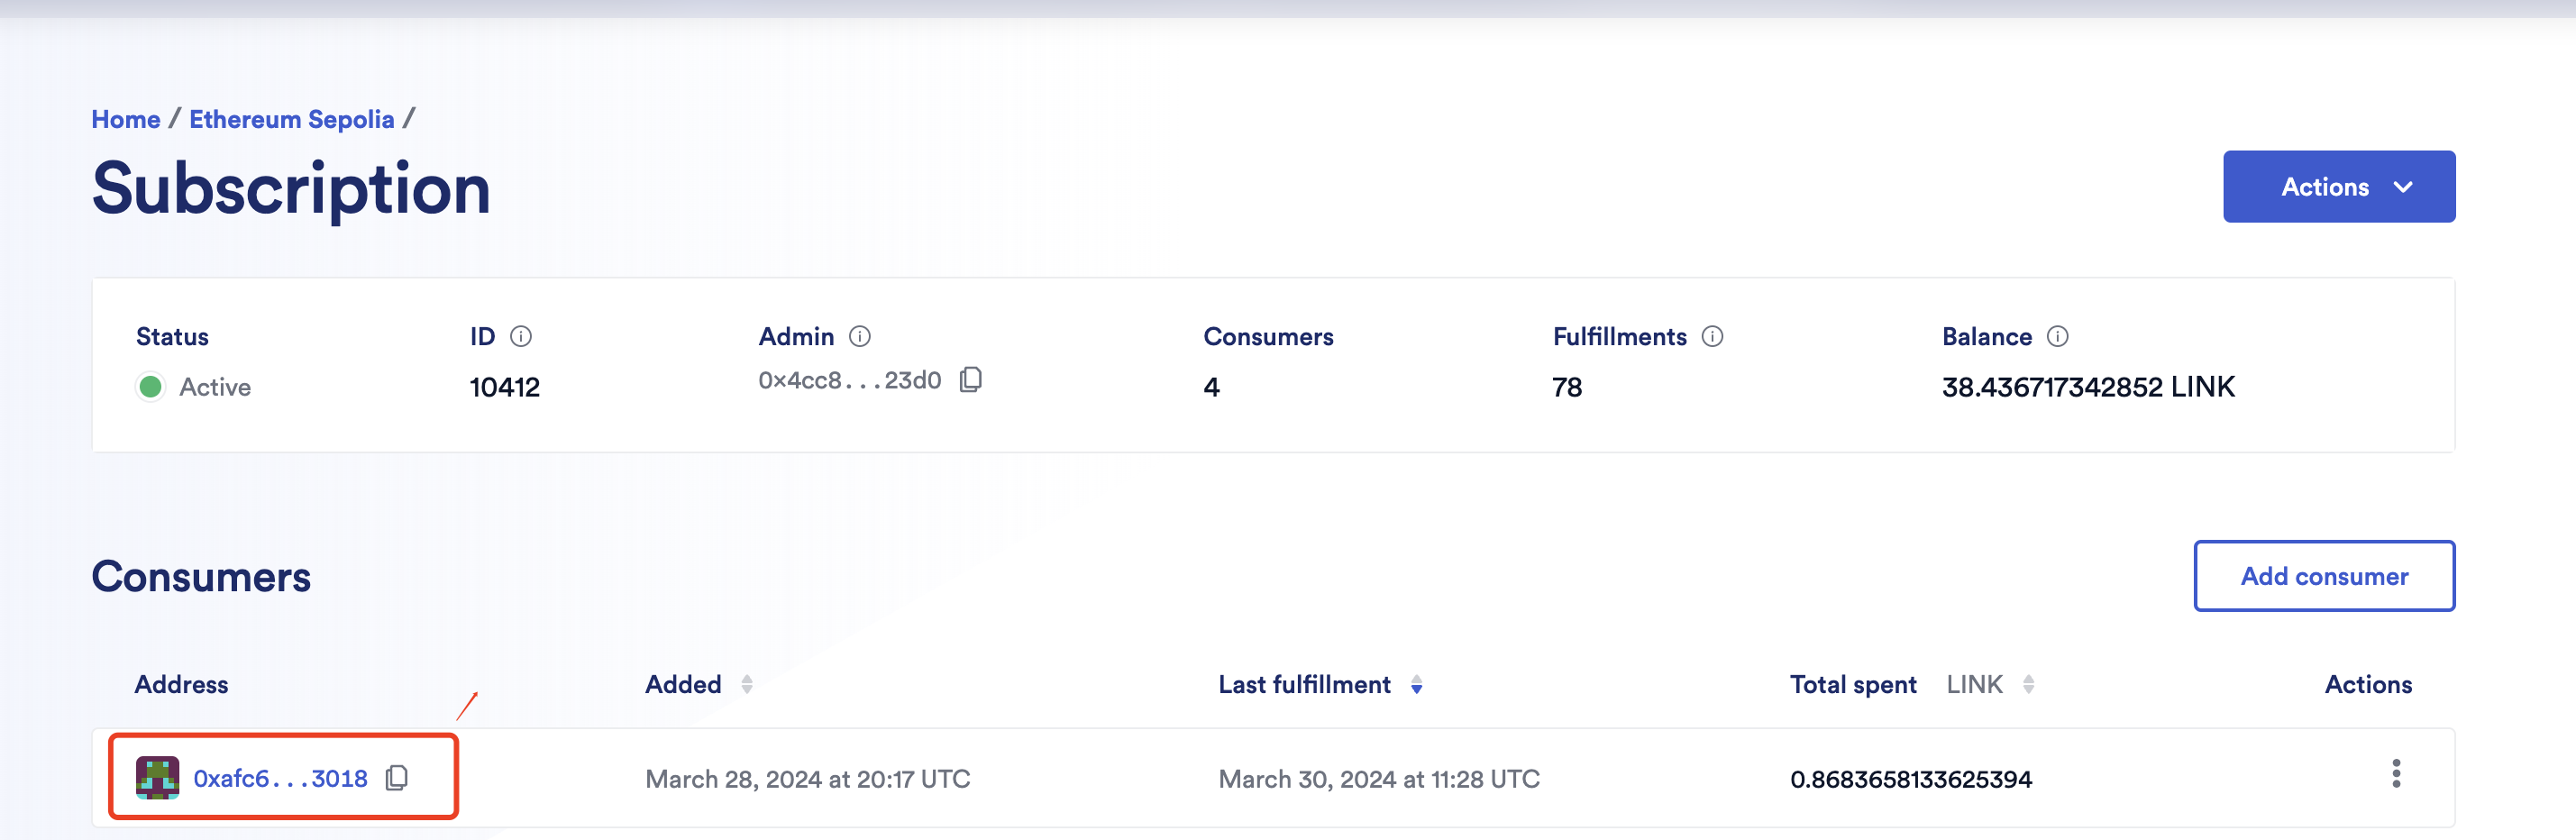 Home / Ethereum Sepolia /
Subscription
Actions
Status ID Admin Consumers Fulfillments Balance
Active 10412 0x4cc8...23d0 4 78 38.436717342852 LINK
Consumers
Add consumer
Address Added Last fulfillment Total spent LINK Actions
0xafc6...3018 March 28, 2024 at 20:17 UTC March 30, 2024 at 11:28 UTC 0.8683658133625394